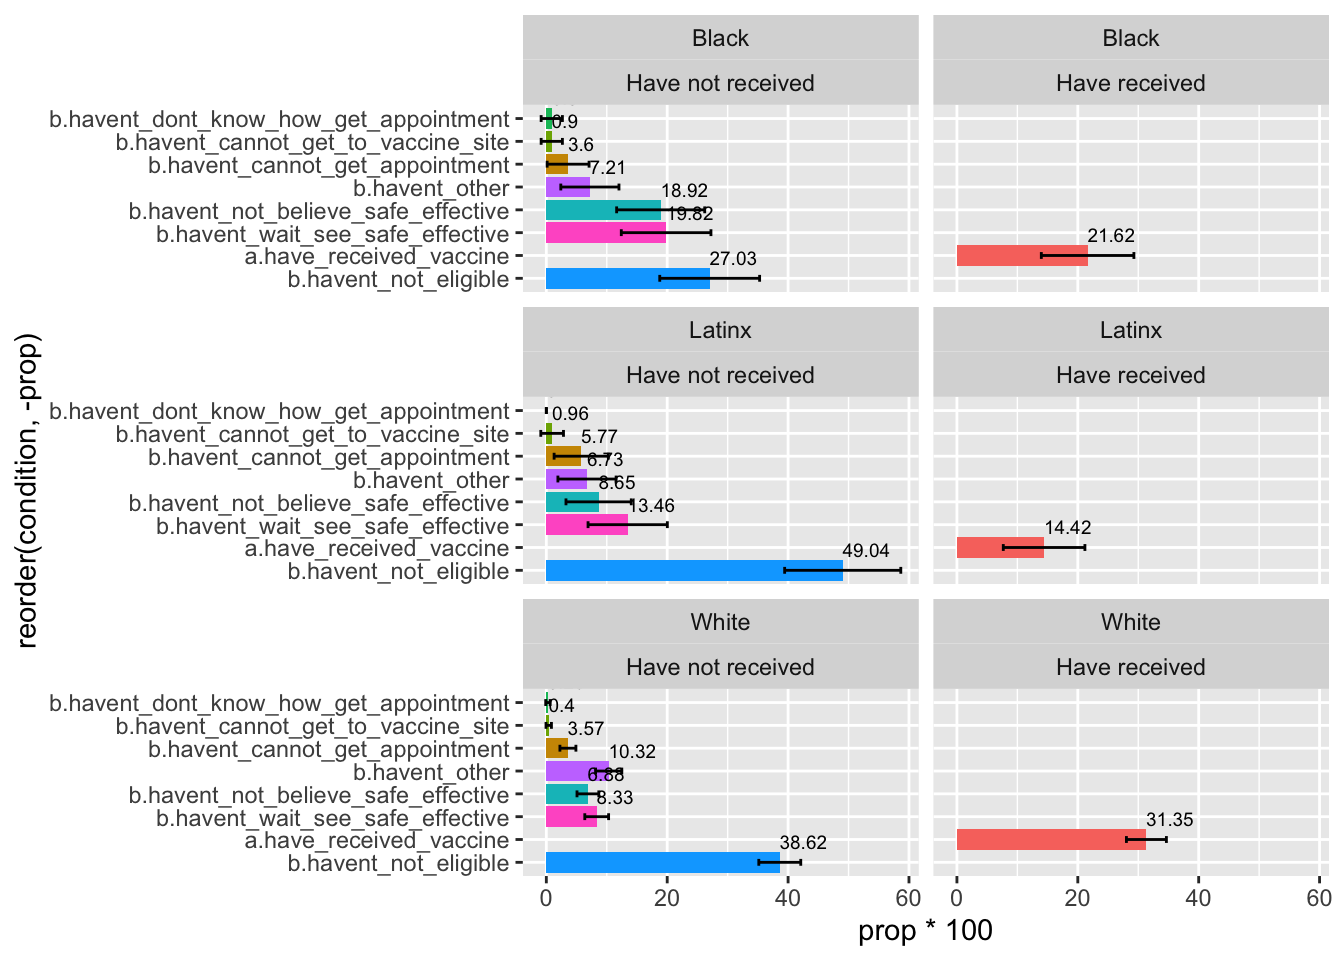 Black
Black
Have not received
Have received
b.havent_dont_know_how_get_appointment
0.9
b.havent_cannot_get_to_vaccine_site
3.6
b.havent_cannot_get_appointment
7.21
b.havent_other
18.92
b.havent_not_believe_safe_effective
19.82
b.havent_wait_see_safe_effective
21.62
a.have_received_vaccine
27.03
b.havent_not_eligible
Latinx
Latinx
Have not received
Have received
b.havent_dont_know_how_get_appointment
0.96
b.havent_cannot_get_to_vaccine_site
5.77
b.havent_cannot_get_appointment
6.73
b.havent_other
8.65
b.havent_not_believe_safe_effective
13.46
b.havent_wait_see_safe_effective
14.42
a.have_received_vaccine
49.04
b.havent_not_eligible
White
White
Have not received
Have received
b.havent_dont_know_how_get_appointment
0.4
b.havent_cannot_get_to_vaccine_site
3.57
b.havent_cannot_get_appointment
10.32
b.havent_other
6.88
b.havent_not_believe_safe_effective
8.33
b.havent_wait_see_safe_effective
31.35
a.have_received_vaccine
38.62
b.havent_not_eligible
0 20 40 60
0 20 40 60
prop * 100
reorder(condition, -prop)